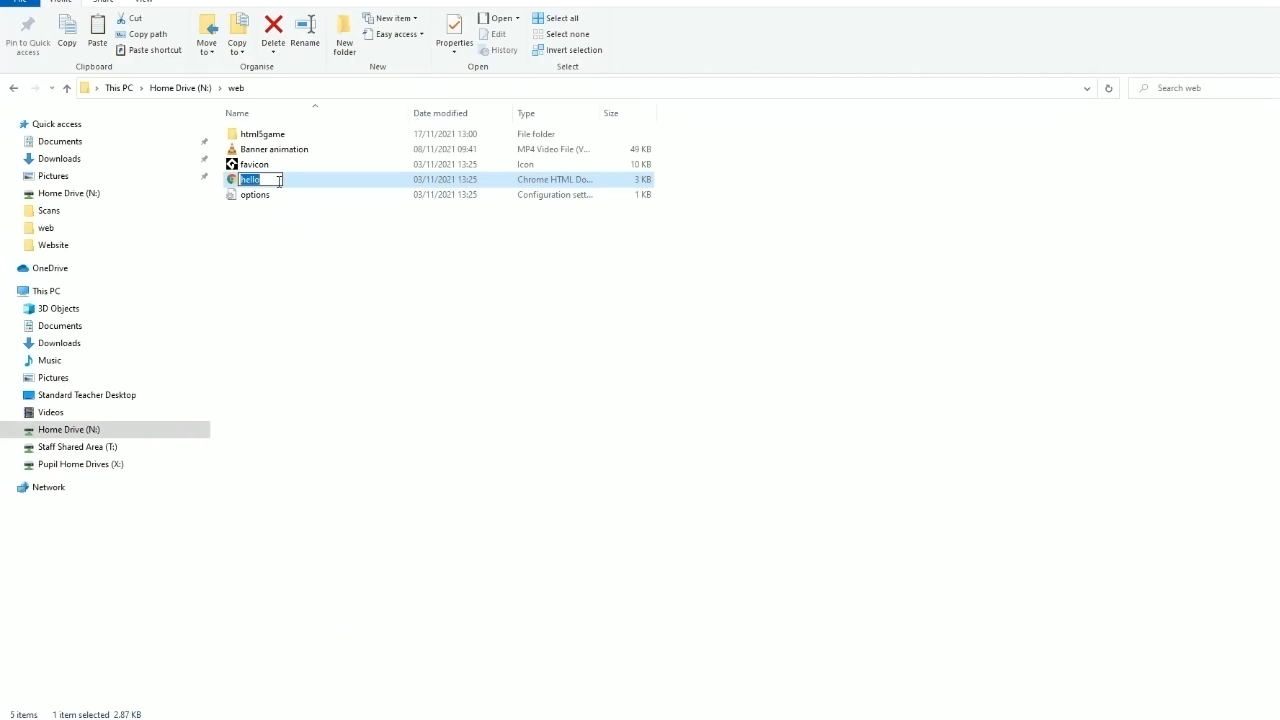 File Home Share View
Pin to Quick access
Copy
Paste
Cut
Copy path
Paste shortcut
Clipboard
Move to
Copy to
Delete
Rename
Organise
New folder
New item
Easy access
New
Properties
Open
Edit
History
Open
Select all
Select none
Invert selection
Select
This PC > Home Drive (N:) > web
Search web
Name Date modified Type Size
html5game 17/11/2021 13:00 File folder
Banner animation 08/11/2021 09:41 MP4 Video File (V... 49 KB
favicon 03/11/2021 13:25 Icon 10 KB
hello 03/11/2021 13:25 Chrome HTML Do... 3 KB
options 03/11/2021 13:25 Configuration sett... 1 KB
Quick access
Documents
Downloads
Pictures
Home Drive (N:)
Scans
web
Website
OneDrive
This PC
3D Objects
Documents
Downloads
Music
Pictures
Standard Teacher Desktop
Videos
Home Drive (N:)
Staff Shared Area (T:)
Pupil Home Drives (X:)
Network
5 items 1 item selected 2.87 KB